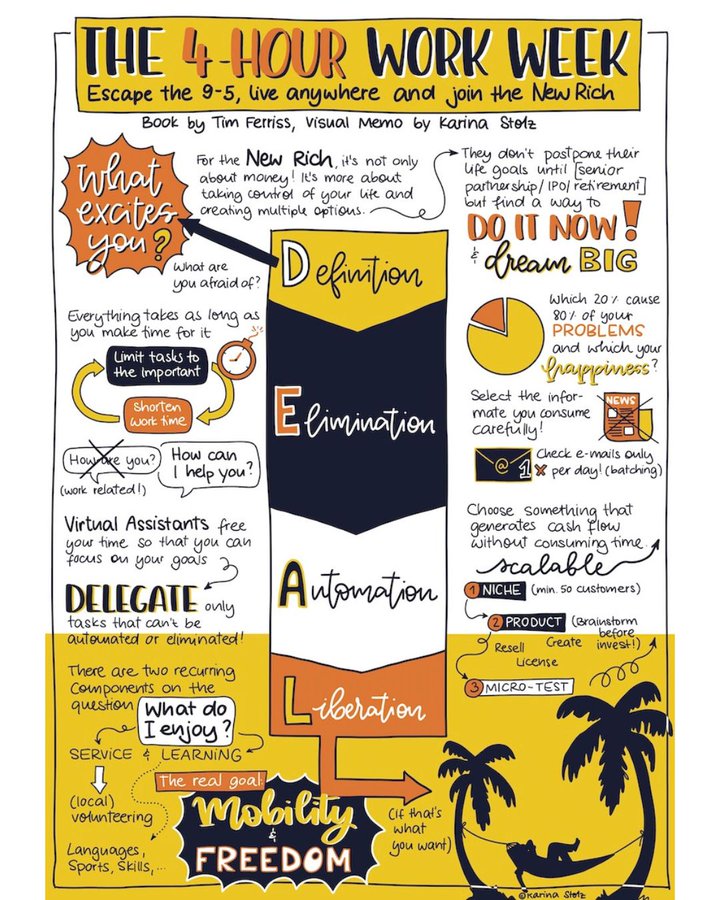 THE 4-HOUR WORK WEEK
Escape the 9-5, live anywhere and join the New Rich
Book by Tim Ferriss, Visual Memo by Karina Stolz
What
excites
you?
For the New Rich, it's not only
about money! It's more about
taking control of your life and
creating multiple options.
They don't postpone their
life goals until [senior
partnership/IPO/retirement]
but find a way to
DO IT NOW!
& dream BIG
What are
you afraid of?
Definition
Everything takes as long as
you make time for it
Limit tasks to
the important
Shorten
work time
Which 20% cause
80% of your
PROBLEMS
and which your
happiness?
Elimination
Select the infor-
mate you consume
carefully!
NEWS
How are you?
(work related!)
How can
I help you?
@ 1x
Check e-mails only
per day! (batching)
Virtual Assistants free
your time so that you can
focus on your goals
DELEGATE only
tasks that can't be
automated or eliminated!
Automation
Choose something that
generates cash flow
without consuming time.
scalable
1 NICHE (min. 50 customers)
2 PRODUCT (Brainstorm
before
invest!)
Resell
Create
License
3 MICRO-TEST
Liberation
There are two recurring
components on the
question
What do
I enjoy?
SERVICE & LEARNING
(local)
volunteering
Languages,
Sports, Skills,...
The real goal:
Mobility
&
FREEDOM
(If that's
what
you want)
©Karina Stolz